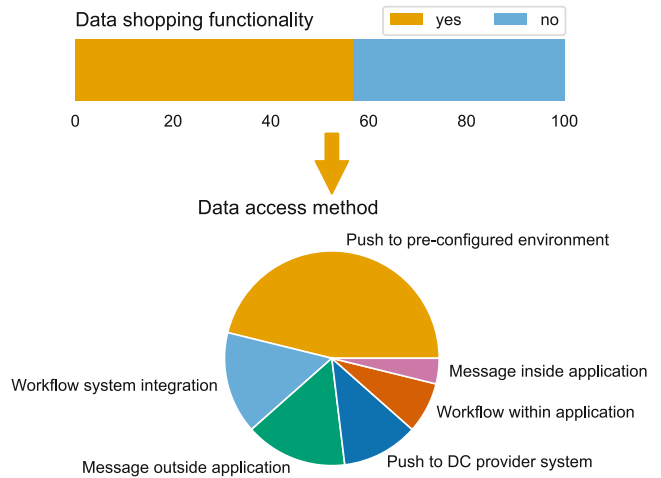 Data shopping functionality
yes no
0 20 40 60 80 100
Data access method
Push to pre-configured environment
Message inside application
Workflow system integration
Workflow within application
Message outside application
Push to DC provider system